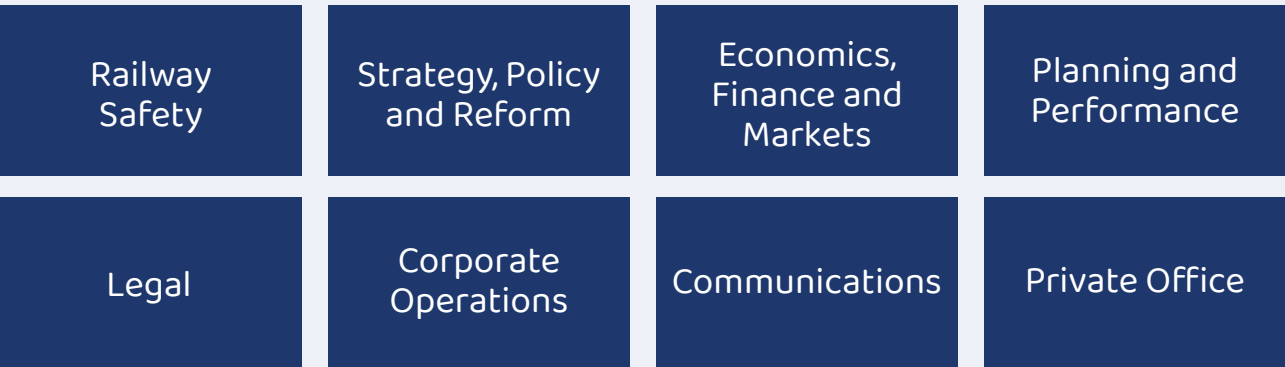 Railway
Safety
Strategy, Policy
and Reform
Economics,
Finance and
Markets
Planning and
Performance
Legal
Corporate
Operations
Communications
Private Office